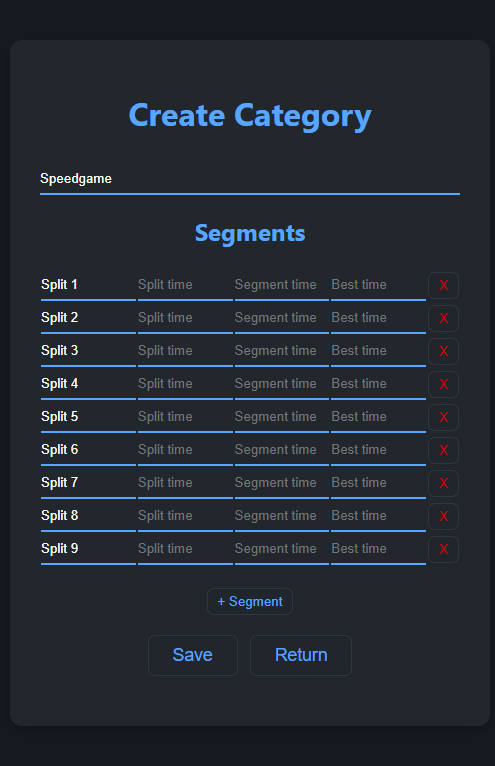 Create Category
Speedgame
Segments
Split 1 Split time Segment time Best time X
Split 2 Split time Segment time Best time X
Split 3 Split time Segment time Best time X
Split 4 Split time Segment time Best time X
Split 5 Split time Segment time Best time X
Split 6 Split time Segment time Best time X
Split 7 Split time Segment time Best time X
Split 8 Split time Segment time Best time X
Split 9 Split time Segment time Best time X
+ Segment
Save Return